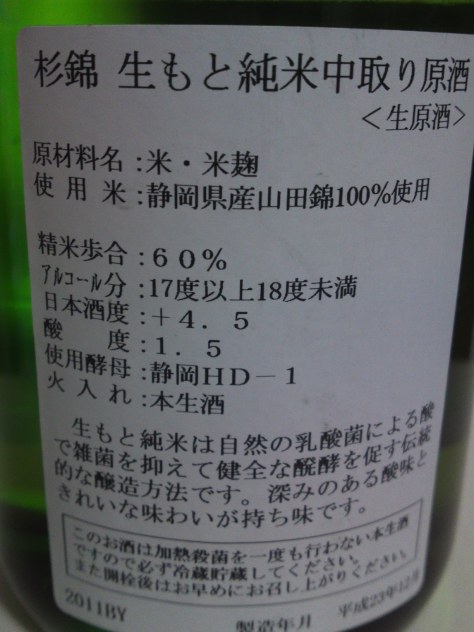 杉錦 生もと純米中取り原酒
＜生原酒＞
原材料名：米・米麹
使用米：静岡県産山田錦100％使用
精米歩合：６０％
アルコール分：17度以上18度未満
日本酒度：＋４．５
酸度：１．５
使用酵母：静岡ＨＤ－１
火入れ：本生酒
生もと純米は自然の乳酸菌による酸
で雑菌を抑えて健全な醗酵を促す伝統
的な醸造方法です。深みのある酸味と
きれいな味わいが持ち味です。
このお酒は加熱殺菌を一度も行わない本生酒
ですので必ず冷蔵貯蔵してください。
また開栓後はお早めにお召し上がりください。
2011BY 製造年月 平成23年12月